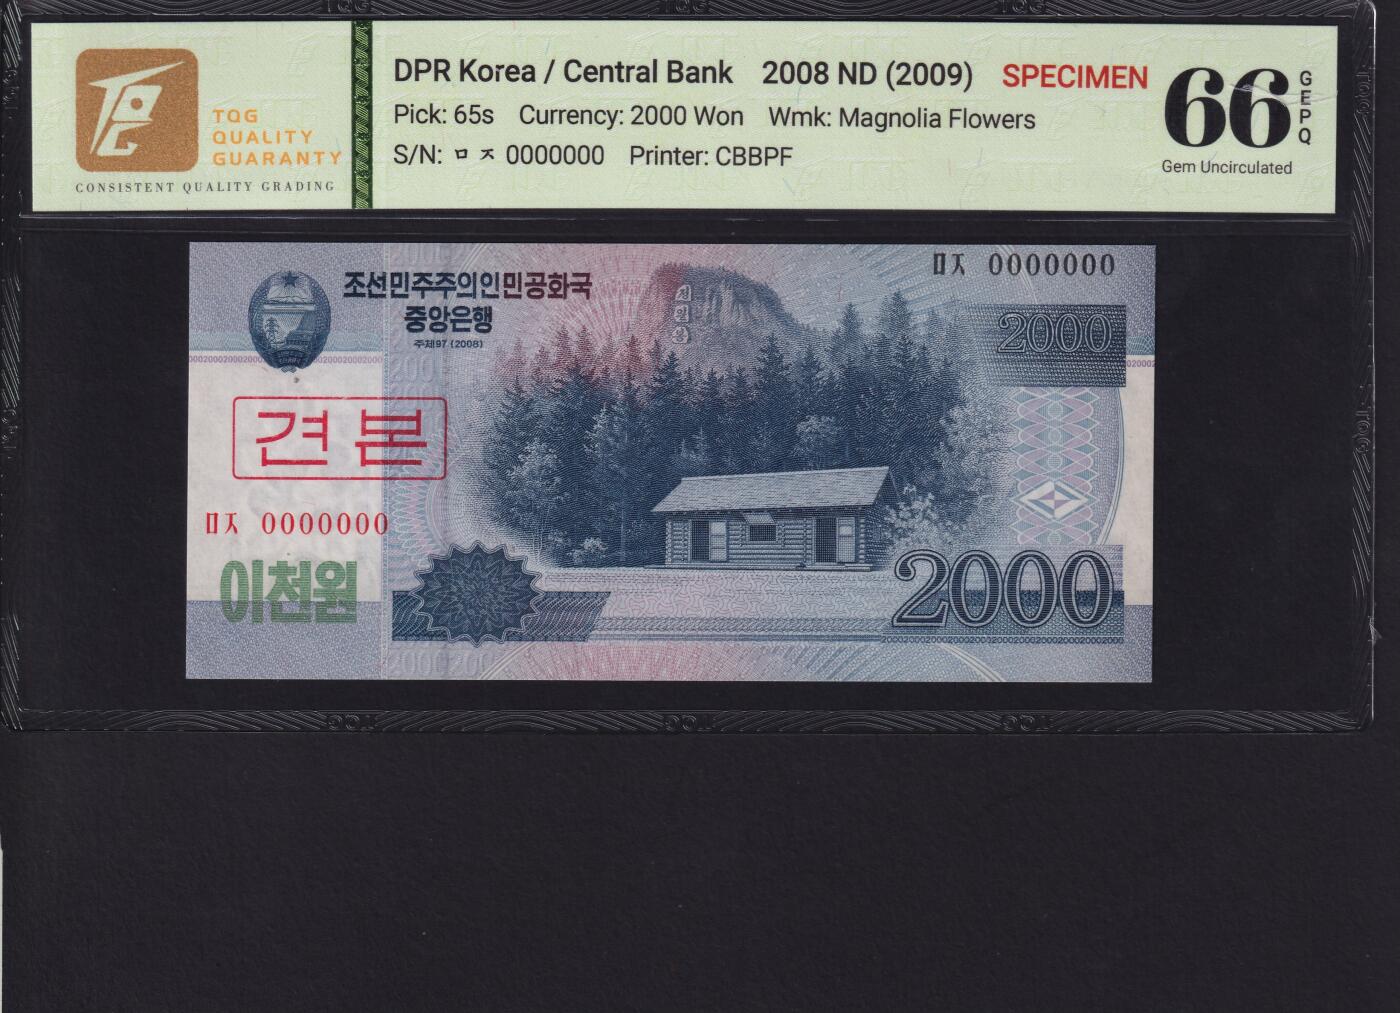 TQG
QUALITY
GUARANTY
CONSISTENT QUALITY GRADING
DPR Korea / Central Bank 2008 ND (2009) SPECIMEN
Pick: 65s Currency: 2000 Won Wmk: Magnolia Flowers
S/N: ㅁ ㅈ 0000000 Printer: CBBPF
66
GEPQ
Gem Uncirculated
ㅁㅈ 0000000
조선민주주의인민공화국
중앙은행
주체97 (2008)
정일봉
2000
견본
ㅁㅈ 0000000
이천원
2000